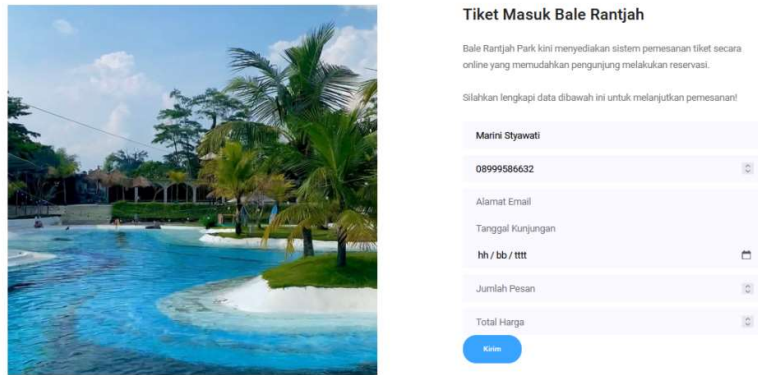 Tiket Masuk Bale Rantjah
Bale Rantjah Park kini menyediakan sistem pemesanan tiket secara
online yang memudahkan pengunjung melakukan reservasi.
Silahkan lengkapi data dibawah ini untuk melanjutkan pemesanan!
Marini Styawati
08999586632
Alamat Email
Tanggal Kunjungan
hh / bb / tttt
Jumlah Pesan
Total Harga
Kirim